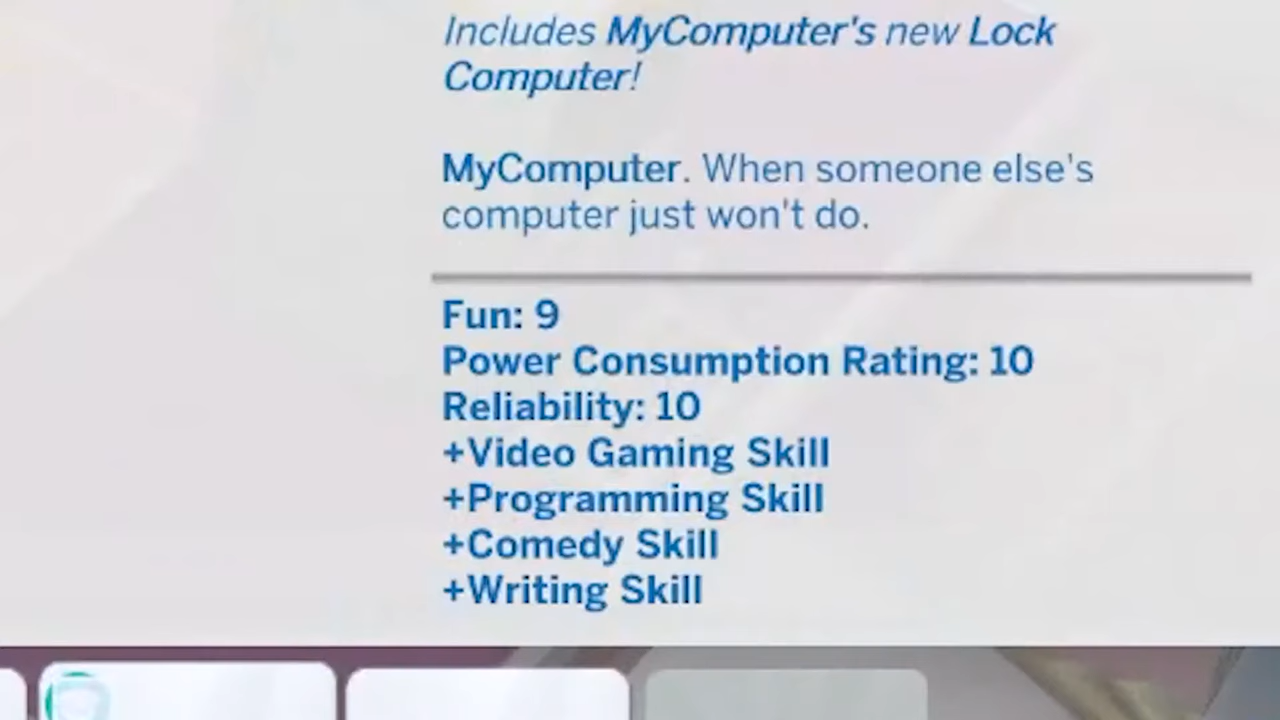 Includes MyComputer's new Lock
Computer!
MyComputer. When someone else's
computer just won't do.
Fun: 9
Power Consumption Rating: 10
Reliability: 10
+Video Gaming Skill
+Programming Skill
+Comedy Skill
+Writing Skill